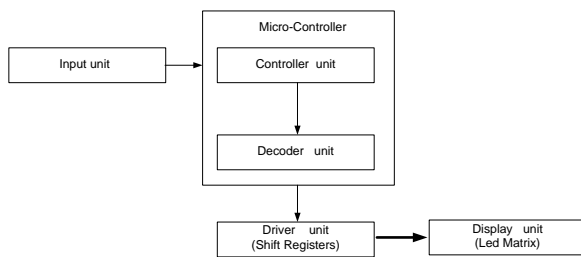 Micro-Controller
Input unit
Controller unit
Decoder unit
Driver unit
(Shift Registers)
Display unit
(Led Matrix)